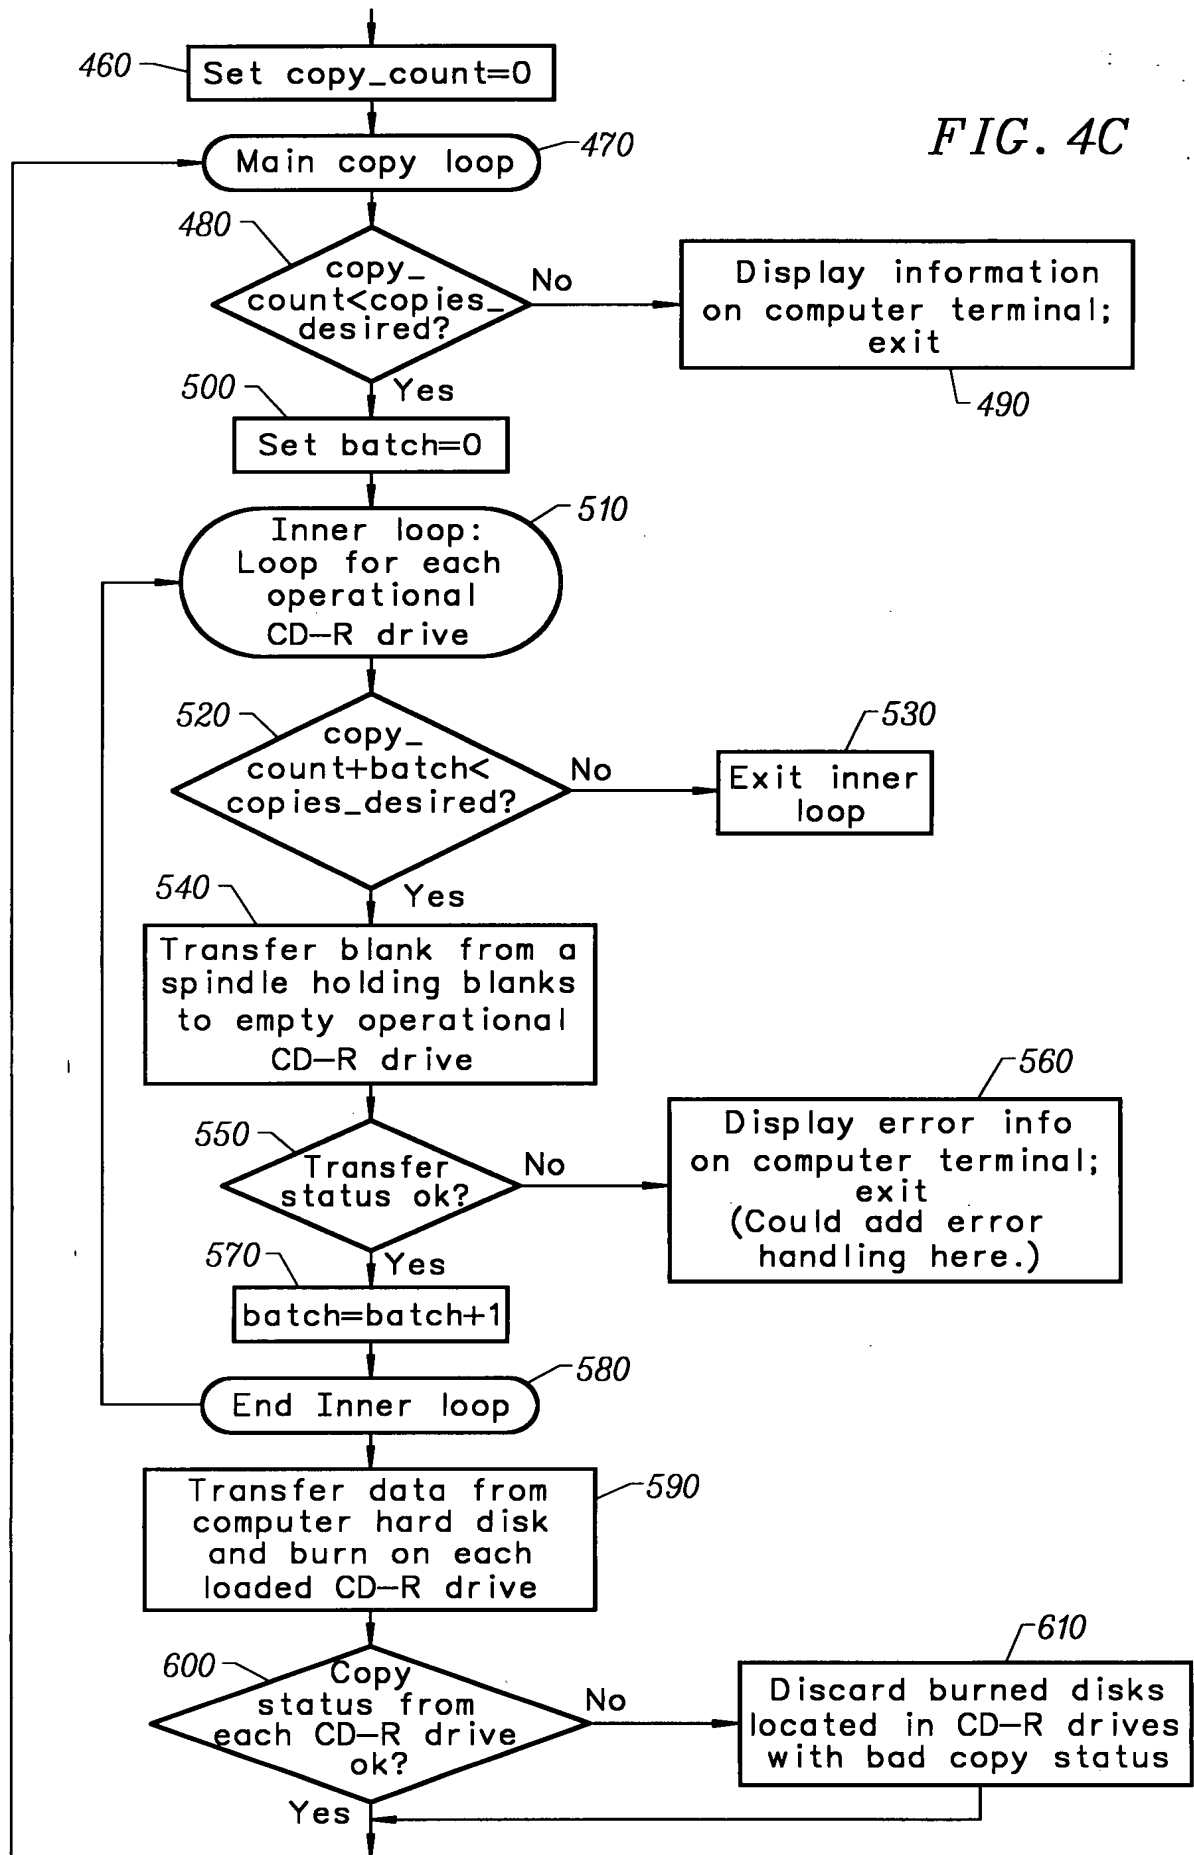 460
Set copy_count=0
FIG. 4C
Main copy loop
470
480
copy_
count<copies_
desired?
No
Display information
on computer terminal;
exit
490
Yes
500
Set batch=0
510
Inner loop:
Loop for each
operational
CD-R drive
520
copy_
count+batch<
copies_desired?
No
530
Exit inner
loop
Yes
540
Transfer blank from a
spindle holding blanks
to empty operational
CD-R drive
550
Transfer
status ok?
No
560
Display error info
on computer terminal;
exit
(Could add error
handling here.)
Yes
570
batch=batch+1
580
End Inner loop
Transfer data from
computer hard disk
and burn on each
loaded CD-R drive
590
600
Copy
status from
each CD-R drive
ok?
No
610
Discard burned disks
located in CD-R drives
with bad copy status
Yes